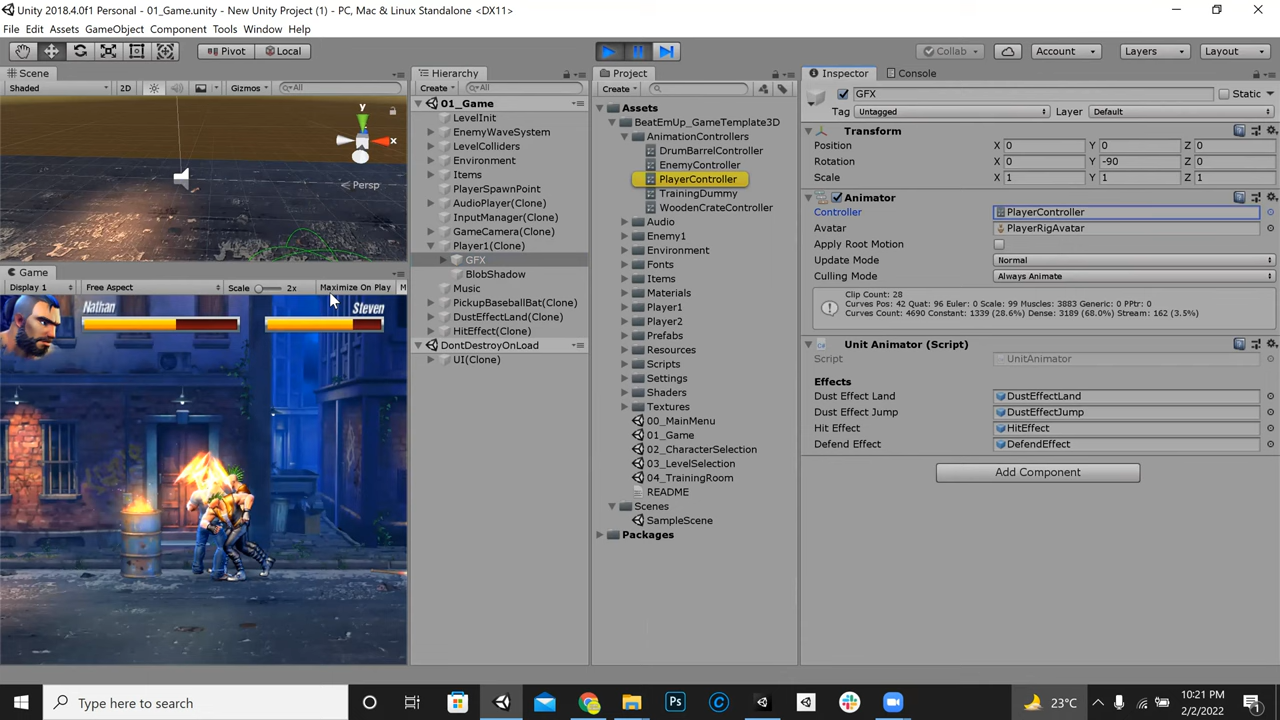 Unity 2018.4.0f1 Personal - 01_Game.unity - New Unity Project (1) - PC, Mac & Linux Standalone <DX11>
File Edit Assets GameObject Component Tools Window Help
Pivot Local Collab Account Layers Layout
Scene
Shaded 2D Gizmos All
y
x
Persp
Game
Display 1 Free Aspect Scale 2x Maximize On Play M
Nathan Steven
Hierarchy
Create All
01_Game
LevelInit
EnemyWaveSystem
LevelColliders
Environment
Items
PlayerSpawnPoint
AudioPlayer(Clone)
InputManager(Clone)
GameCamera(Clone)
Player1(Clone)
GFX
BlobShadow
Music
PickupBaseballBat(Clone)
DustEffectLand(Clone)
HitEffect(Clone)
DontDestroyOnLoad
UI(Clone)
Project
Create
Assets
BeatEmUp_GameTemplate3D
AnimationControllers
DrumBarrelController
EnemyController
PlayerController
TrainingDummy
WoodenCrateController
Audio
Enemy1
Environment
Fonts
Items
Materials
Player1
Player2
Prefabs
Resources
Scripts
Settings
Shaders
Textures
00_MainMenu
01_Game
02_CharacterSelection
03_LevelSelection
04_TrainingRoom
README
Scenes
SampleScene
Packages
Inspector Console
GFX Static
Tag Untagged Layer Default
Transform
Position X 0 Y 0 Z 0
Rotation X 0 Y -90 Z 0
Scale X 1 Y 1 Z 1
Animator
Controller PlayerController
Avatar PlayerRigAvatar
Apply Root Motion
Update Mode Normal
Culling Mode Always Animate
Clip Count: 28
Curves Pos: 42 Quat: 96 Euler: 0 Scale: 99 Muscles: 3883 Generic: 0 PPtr: 0
Curves Count: 4690 Constant: 1339 (28.6%) Dense: 3189 (68.0%) Stream: 162 (3.5%)
Unit Animator (Script)
Script UnitAnimator
Effects
Dust Effect Land DustEffectLand
Dust Effect Jump DustEffectJump
Hit Effect HitEffect
Defend Effect DefendEffect
Add Component
Type here to search
Ps
23°C
10:21 PM
2/2/2022
1